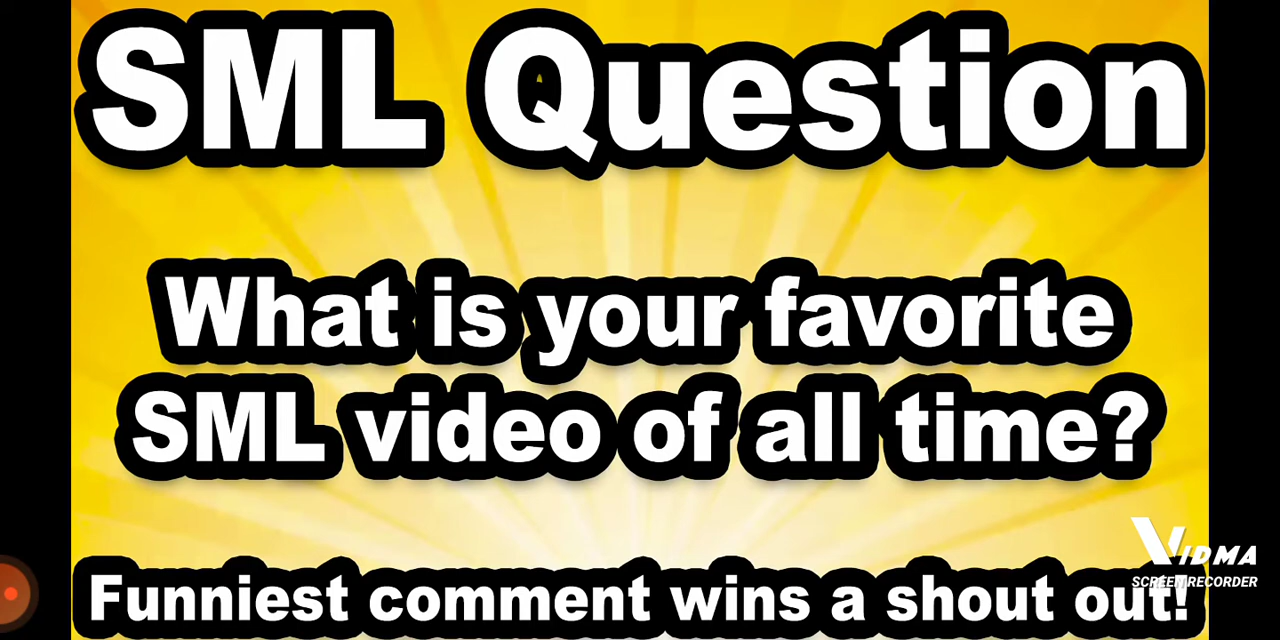 SML Question
What is your favorite
SML video of all time?
Funniest comment wins a shout out!
VIDMA
SCREEN RECORDER